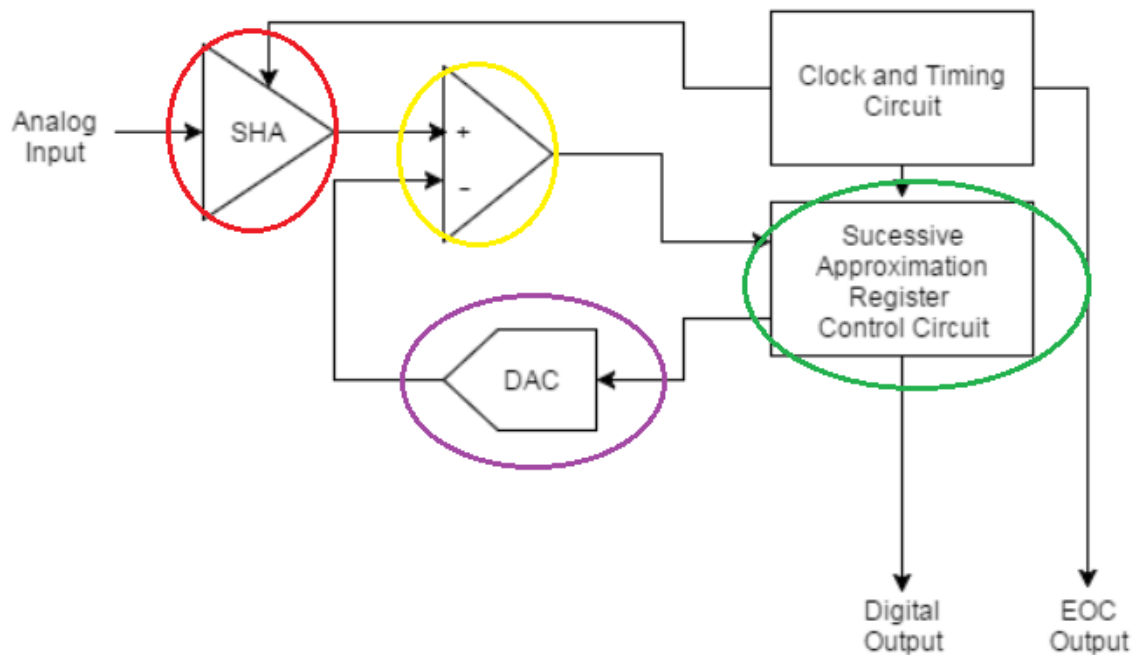 Clock and Timing
Circuit
Analog
Input
SHA
+
-
Sucessive
Approximation
Register
Control Circuit
DAC
Digital
Output
EOC
Output